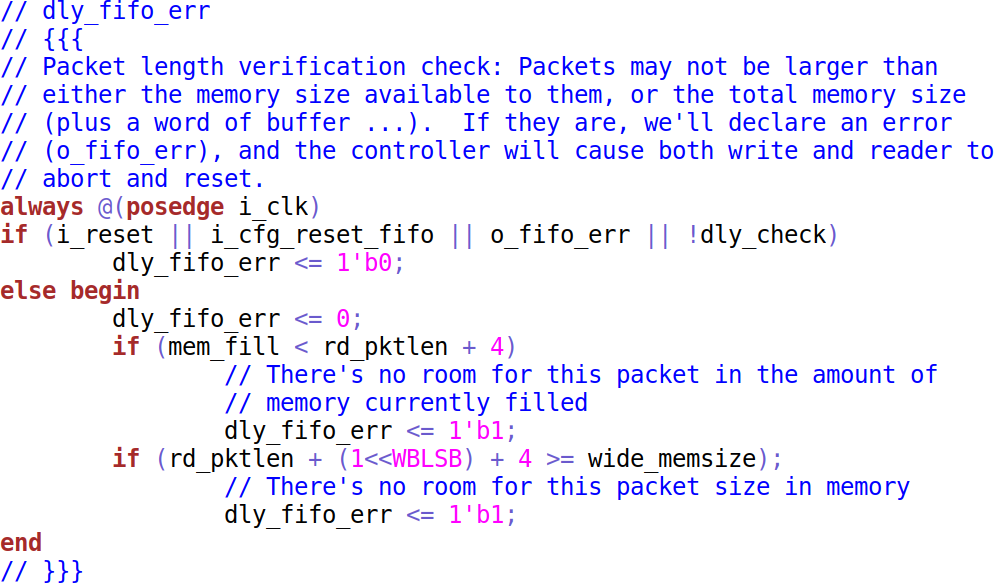 // dly_fifo_err
// {{{
// Packet length verification check: Packets may not be larger than
// either the memory size available to them, or the total memory size
// (plus a word of buffer ...).  If they are, we'll declare an error
// (o_fifo_err), and the controller will cause both write and reader to
// abort and reset.
always @(posedge i_clk)
if (i_reset || i_cfg_reset_fifo || o_fifo_err || !dly_check)
        dly_fifo_err <= 1'b0;
else begin
        dly_fifo_err <= 0;
        if (mem_fill < rd_pktlen + 4)
                // There's no room for this packet in the amount of
                // memory currently filled
                dly_fifo_err <= 1'b1;
        if (rd_pktlen + (1<<WBLSB) + 4 >= wide_memsize);
                // There's no room for this packet size in memory
                dly_fifo_err <= 1'b1;
end
// }}}